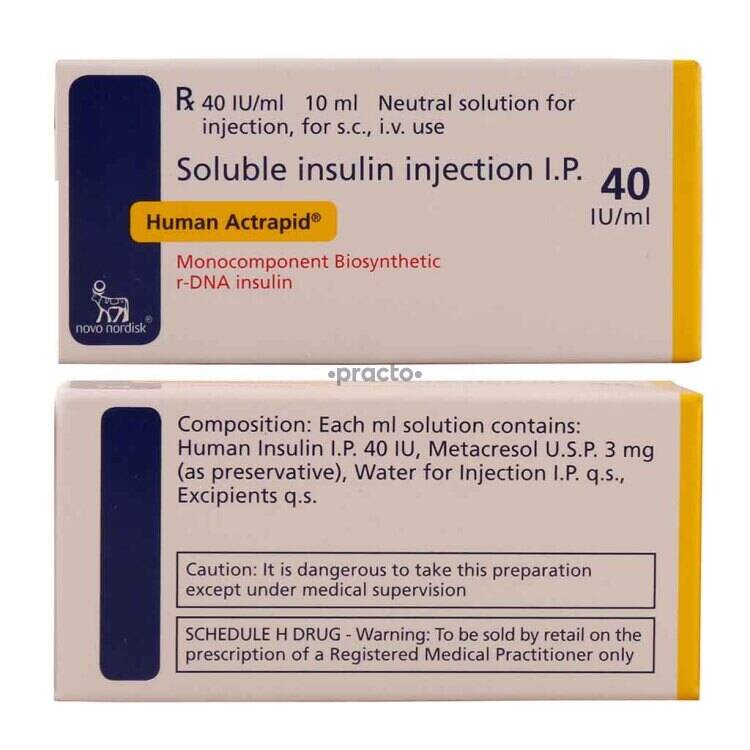 ℞ 40 IU/ml 10 ml Neutral solution for
injection, for s.c., i.v. use
Soluble insulin injection I.P.
40
IU/ml
Human Actrapid®
Monocomponent Biosynthetic
r-DNA insulin
novo nordisk®
•practo•
Composition: Each ml solution contains:
Human Insulin I.P. 40 IU, Metacresol U.S.P. 3 mg
(as preservative), Water for Injection I.P. q.s.,
Excipients q.s.
Caution: It is dangerous to take this preparation
except under medical supervision
SCHEDULE H DRUG - Warning: To be sold by retail on the
prescription of a Registered Medical Practitioner only